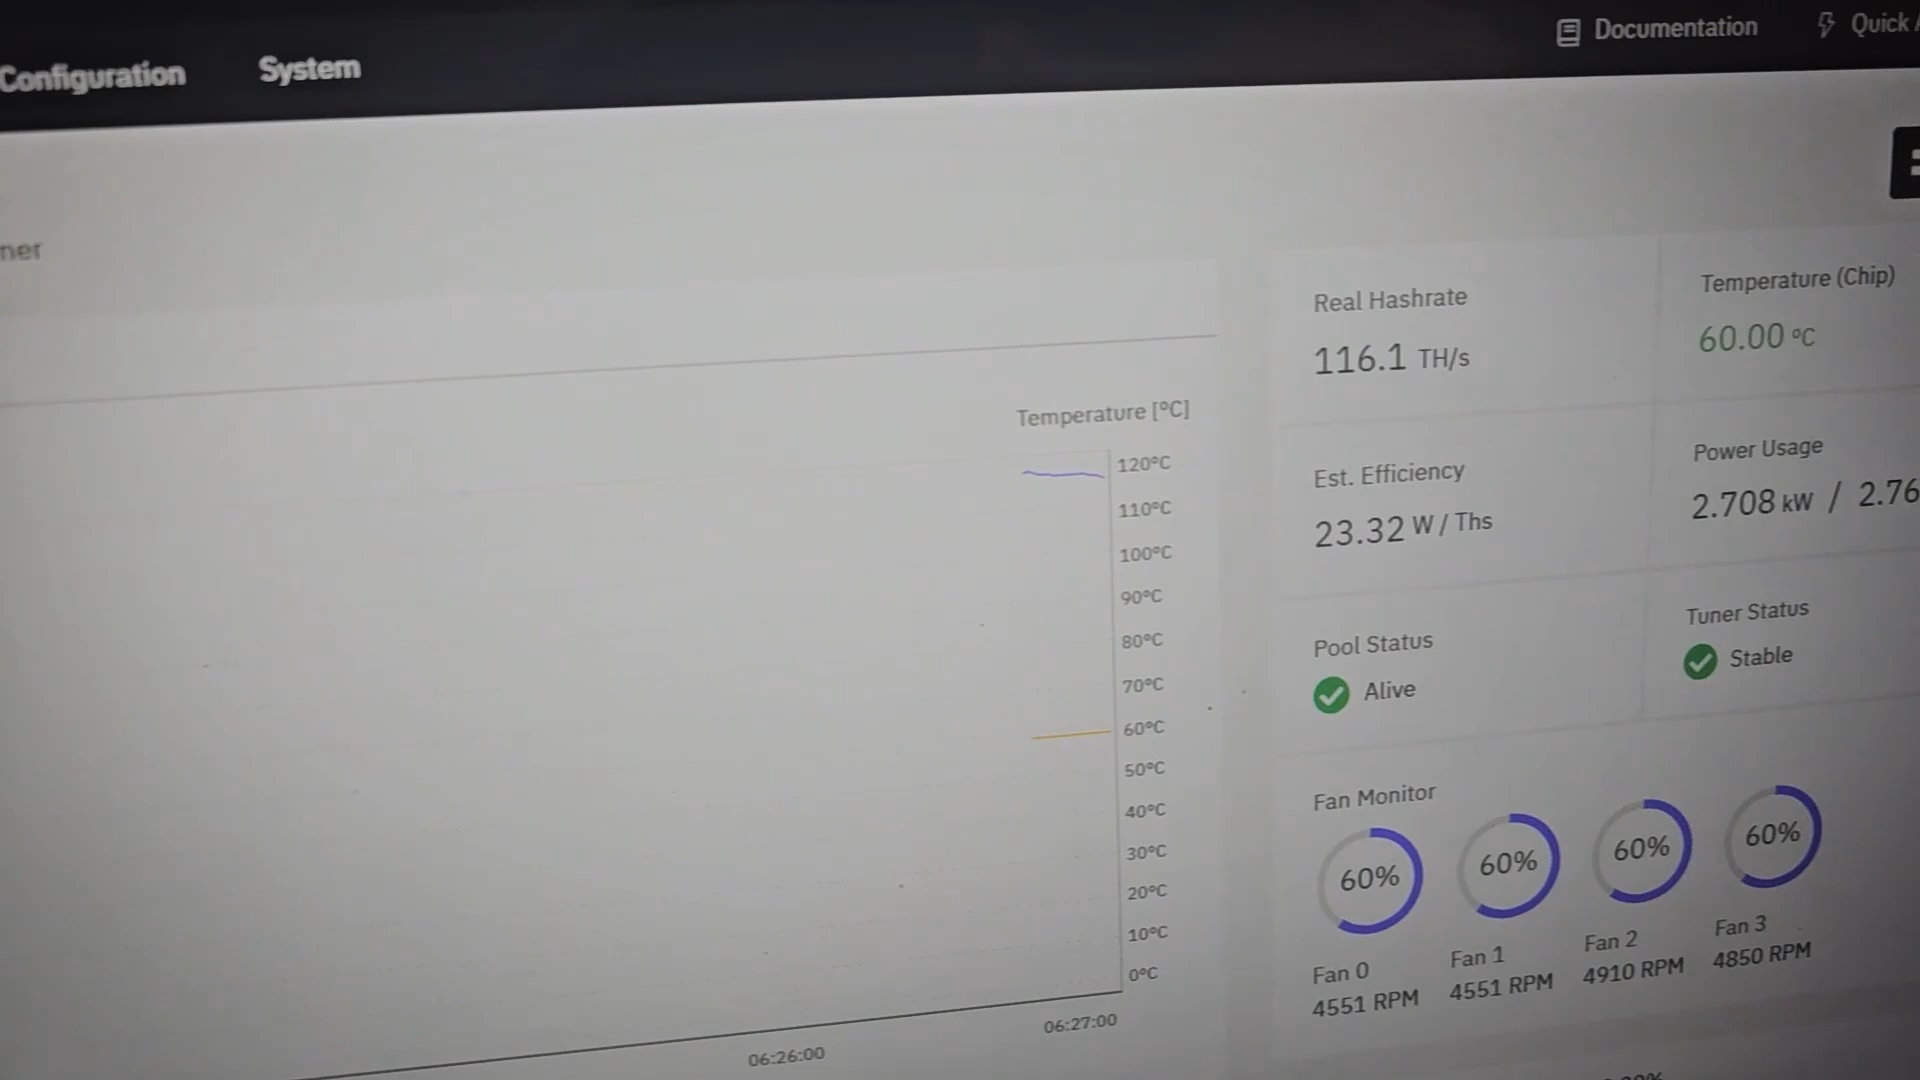 Configuration
System
Documentation
Quick
ner
Real Hashrate
116.1 TH/s
Temperature (Chip)
60.00 °C
Est. Efficiency
23.32 W / Ths
Power Usage
2.708 kW / 2.76
Pool Status
Alive
Tuner Status
Stable
Fan Monitor
60%
60%
60%
60%
Fan 0
4551 RPM
Fan 1
4551 RPM
Fan 2
4910 RPM
Fan 3
4850 RPM
Temperature [°C]
120°C
110°C
100°C
90°C
80°C
70°C
60°C
50°C
40°C
30°C
20°C
10°C
0°C
06:26:00
06:27:00